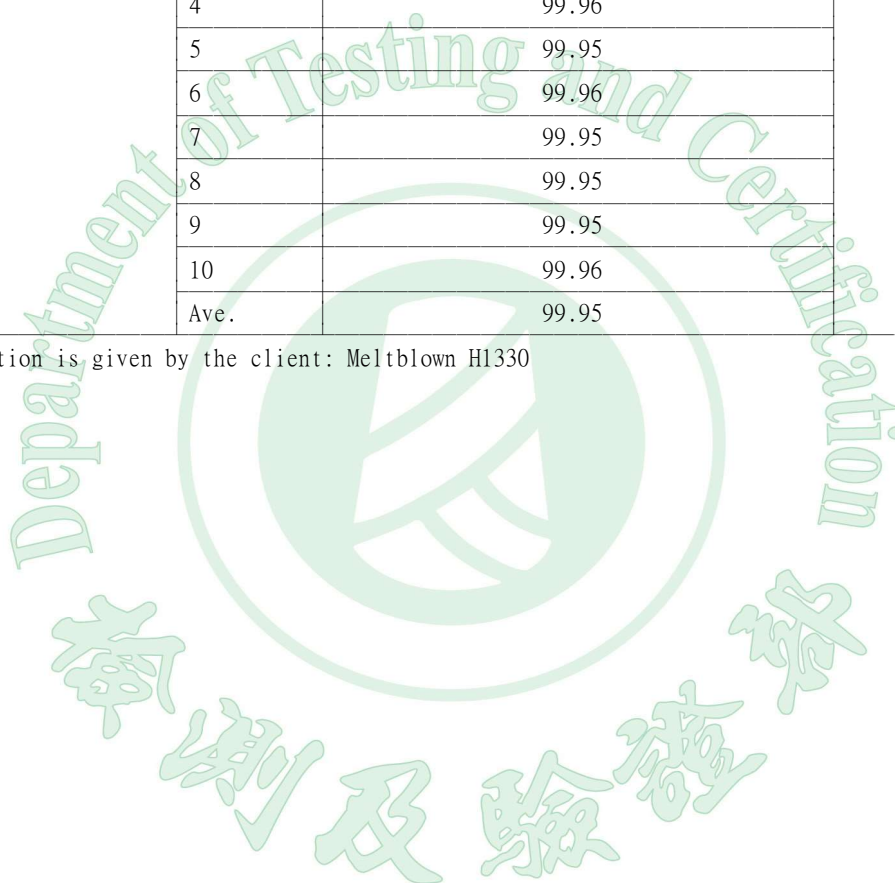 4 99.96
5 99.95
6 99.96
7 99.95
8 99.95
9 99.95
10 99.96
Ave. 99.95
tion is given by the client: Meltblown H1330
Department of Testing and Certification
檢測及驗證部